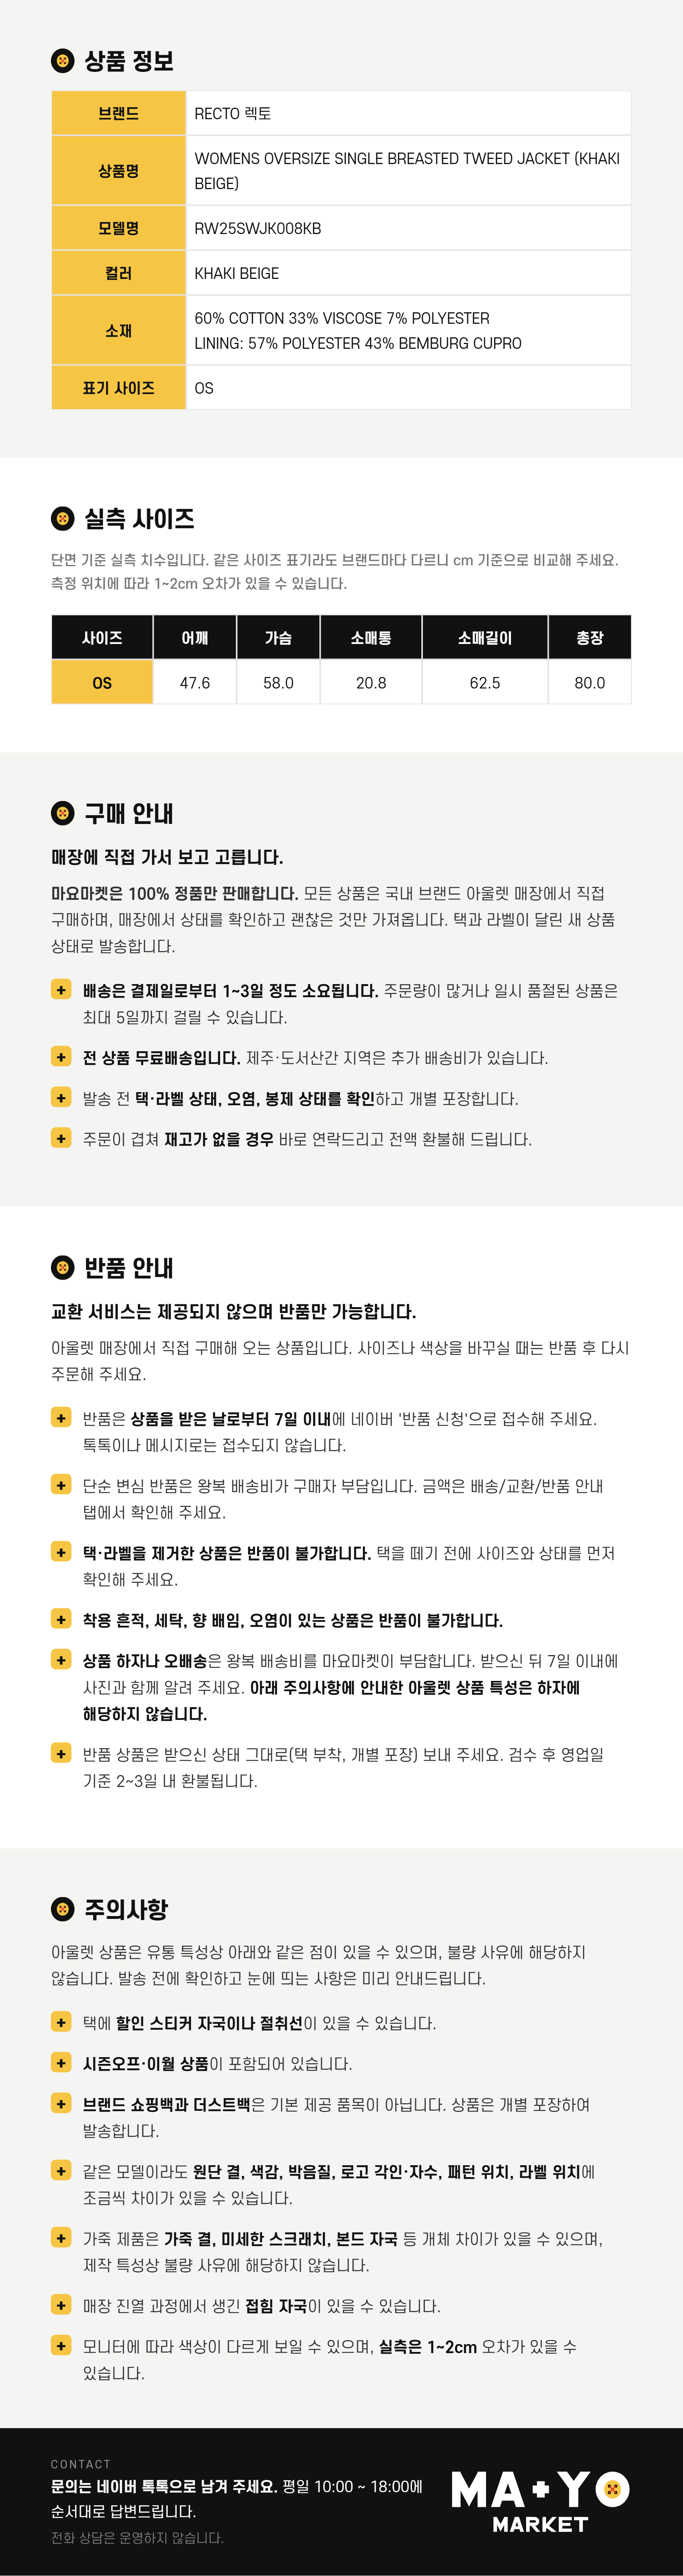 상품 정보
브랜드 RECTO 렉토
상품명 WOMENS OVERSIZE SINGLE BREASTED TWEED JACKET (KHAKI
BEIGE)
모델명 RW25SWJK008KB
컬러 KHAKI BEIGE
소재 60% COTTON 33% VISCOSE 7% POLYESTER
LINING: 57% POLYESTER 43% BEMBURG CUPRO
표기 사이즈 OS
실측 사이즈
단면 기준 실측 치수입니다. 같은 사이즈 표기라도 브랜드마다 다르니 cm 기준으로 비교해 주세요.
측정 위치에 따라 1~2cm 오차가 있을 수 있습니다.
사이즈 어깨 가슴 소매통 소매길이 총장
OS 47.6 58.0 20.8 62.5 80.0
구매 안내
매장에 직접 가서 보고 고릅니다.
마요마켓은 100% 정품만 판매합니다. 모든 상품은 국내 브랜드 아울렛 매장에서 직접
구매하며, 매장에서 상태를 확인하고 괜찮은 것만 가져옵니다. 택과 라벨이 달린 새 상품
상태로 발송합니다.
+ 배송은 결제일로부터 1~3일 정도 소요됩니다. 주문량이 많거나 일시 품절된 상품은
최대 5일까지 걸릴 수 있습니다.
+ 전 상품 무료배송입니다. 제주·도서산간 지역은 추가 배송비가 있습니다.
+ 발송 전 택·라벨 상태, 오염, 봉제 상태를 확인하고 개별 포장합니다.
+ 주문이 겹쳐 재고가 없을 경우 바로 연락드리고 전액 환불해 드립니다.
반품 안내
교환 서비스는 제공되지 않으며 반품만 가능합니다.
아울렛 매장에서 직접 구매해 오는 상품입니다. 사이즈나 색상을 바꾸실 때는 반품 후 다시
주문해 주세요.
+ 반품은 상품을 받은 날로부터 7일 이내에 네이버 '반품 신청'으로 접수해 주세요.
톡톡이나 메시지로는 접수되지 않습니다.
+ 단순 변심 반품은 왕복 배송비가 구매자 부담입니다. 금액은 배송/교환/반품 안내
탭에서 확인해 주세요.
+ 택·라벨을 제거한 상품은 반품이 불가합니다. 택을 떼기 전에 사이즈와 상태를 먼저
확인해 주세요.
+ 착용 흔적, 세탁, 향 배임, 오염이 있는 상품은 반품이 불가합니다.
+ 상품 하자나 오배송은 왕복 배송비를 마요마켓이 부담합니다. 받으신 뒤 7일 이내에
사진과 함께 알려 주세요. 아래 주의사항에 안내한 아울렛 상품 특성은 하자에
해당하지 않습니다.
+ 반품 상품은 받으신 상태 그대로(택 부착, 개별 포장) 보내 주세요. 검수 후 영업일
기준 2~3일 내 환불됩니다.
주의사항
아울렛 상품은 유통 특성상 아래와 같은 점이 있을 수 있으며, 불량 사유에 해당하지
않습니다. 발송 전에 확인하고 눈에 띄는 사항은 미리 안내드립니다.
+ 택에 할인 스티커 자국이나 절취선이 있을 수 있습니다.
+ 시즌오프·이월 상품이 포함되어 있습니다.
+ 브랜드 쇼핑백과 더스트백은 기본 제공 품목이 아닙니다. 상품은 개별 포장하여
발송합니다.
+ 같은 모델이라도 원단 결, 색감, 박음질, 로고 각인·자수, 패턴 위치, 라벨 위치에
조금씩 차이가 있을 수 있습니다.
+ 가죽 제품은 가죽 결, 미세한 스크래치, 본드 자국 등 개체 차이가 있을 수 있으며,
제작 특성상 불량 사유에 해당하지 않습니다.
+ 매장 진열 과정에서 생긴 접힘 자국이 있을 수 있습니다.
+ 모니터에 따라 색상이 다르게 보일 수 있으며, 실측은 1~2cm 오차가 있을 수
있습니다.
CONTACT
문의는 네이버 톡톡으로 남겨 주세요. 평일 10:00 ~ 18:00에
순서대로 답변드립니다.
전화 상담은 운영하지 않습니다.
MA+YO
MARKET